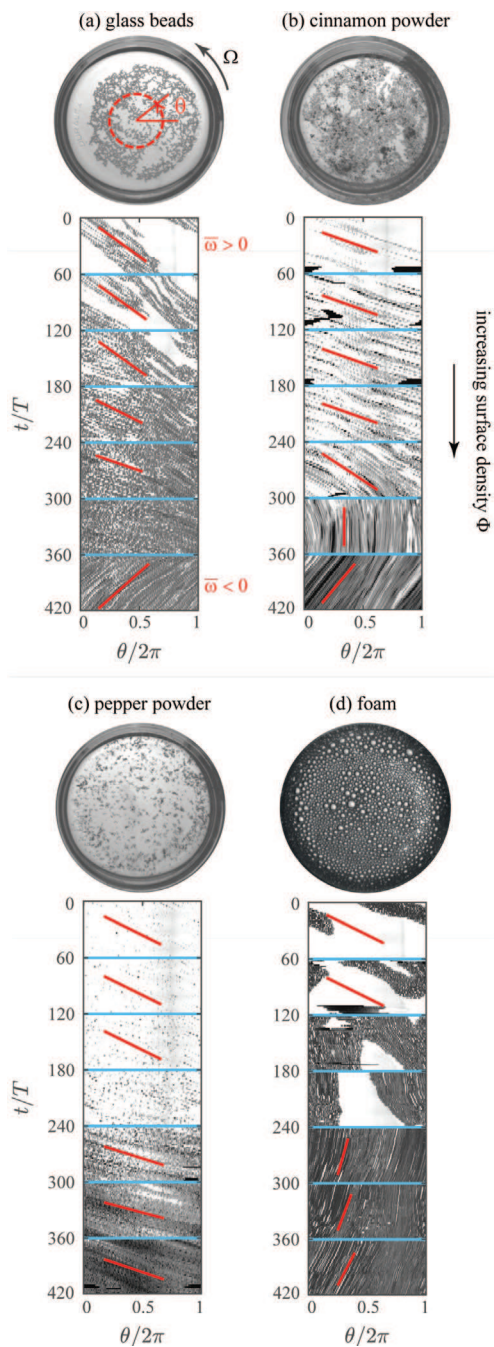 (a) glass beads
(b) cinnamon powder
Ω
θ
0
60
120
180
240
300
360
420
t/T
0
0.5
1
θ/2π
ω̅ > 0
ω̅ < 0
0
60
120
180
240
300
360
420
0
0.5
1
θ/2π
increasing surface density Φ
(c) pepper powder
(d) foam
0
60
120
180
240
300
360
420
t/T
0
0.5
1
θ/2π
0
60
120
180
240
300
360
420
0
0.5
1
θ/2π